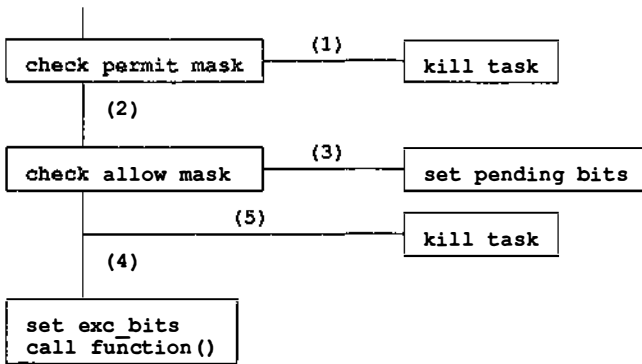 (1)
check permit mask
kill task
(2)
(3)
check allow mask
set pending bits
(5)
kill task
(4)
set exc_bits
call function()